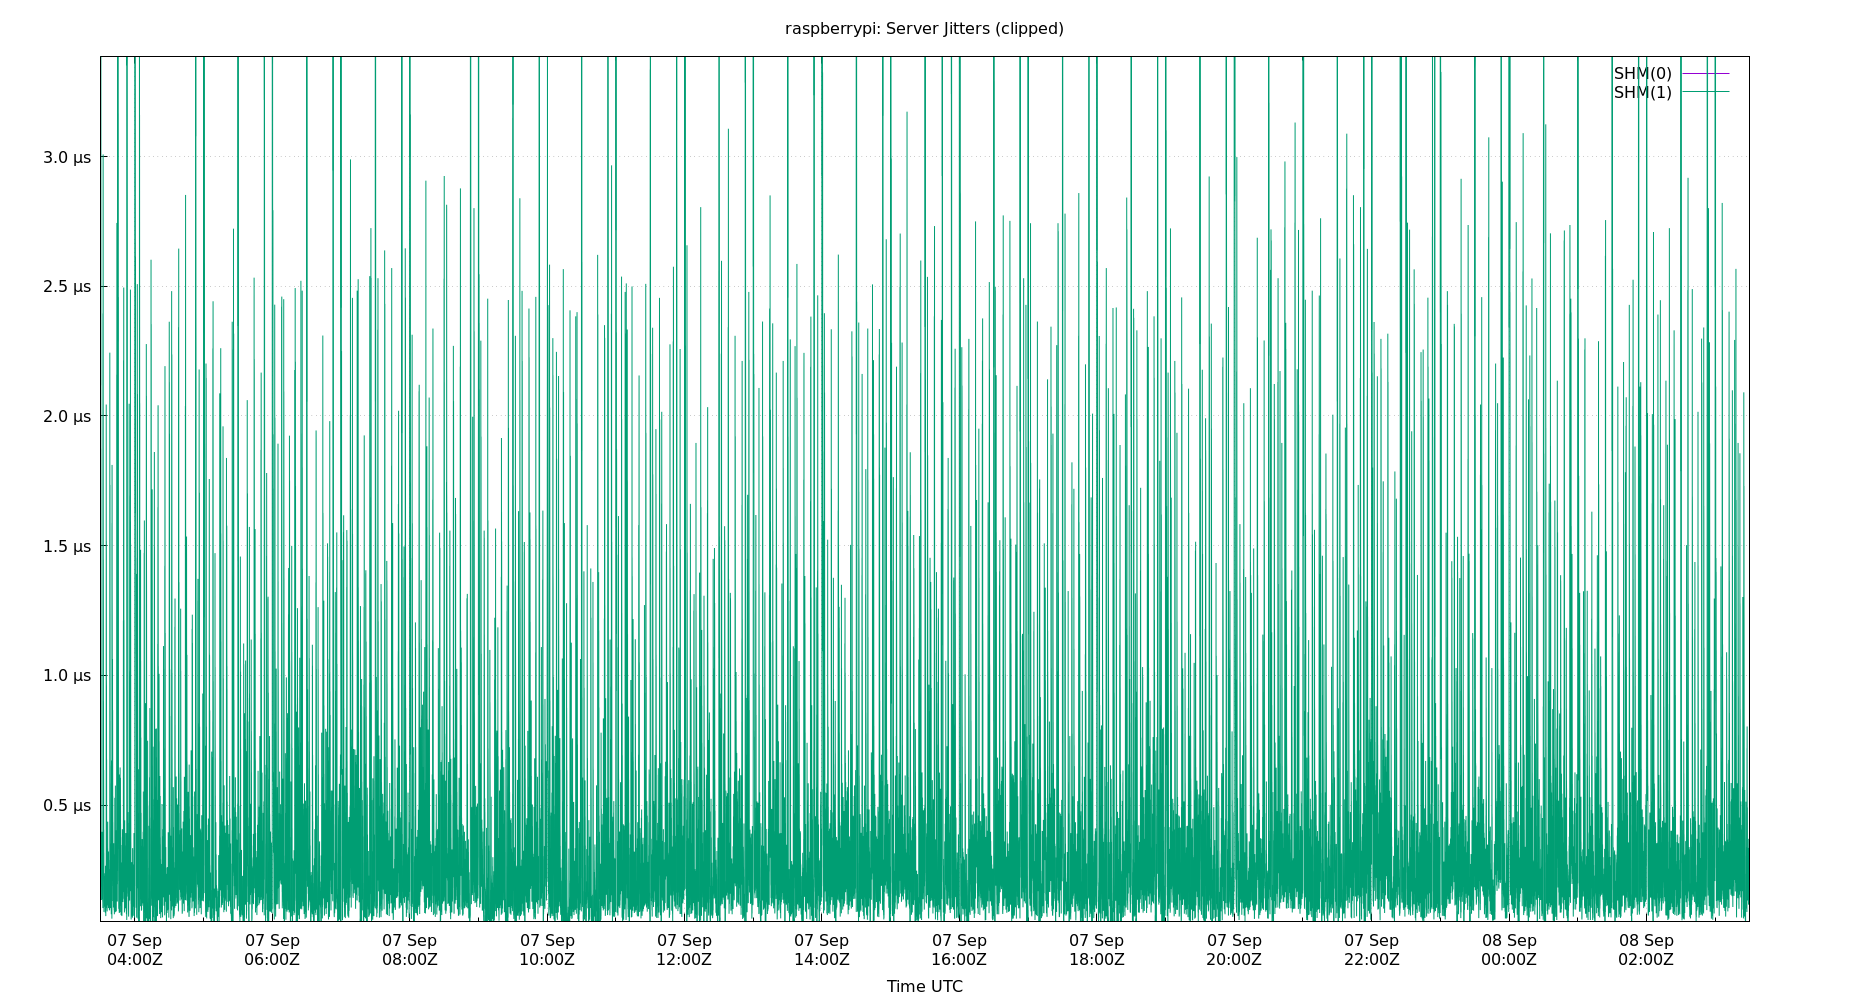 raspberrypi: Server Jitters (clipped)
SHM(0)
SHM(1)
3.0 μs
2.5 μs
2.0 μs
1.5 μs
1.0 μs
0.5 μs
07 Sep 07 Sep 07 Sep 07 Sep 07 Sep 07 Sep 07 Sep 07 Sep 07 Sep 07 Sep 08 Sep 08 Sep
04:00Z 06:00Z 08:00Z 10:00Z 12:00Z 14:00Z 16:00Z 18:00Z 20:00Z 22:00Z 00:00Z 02:00Z
Time UTC